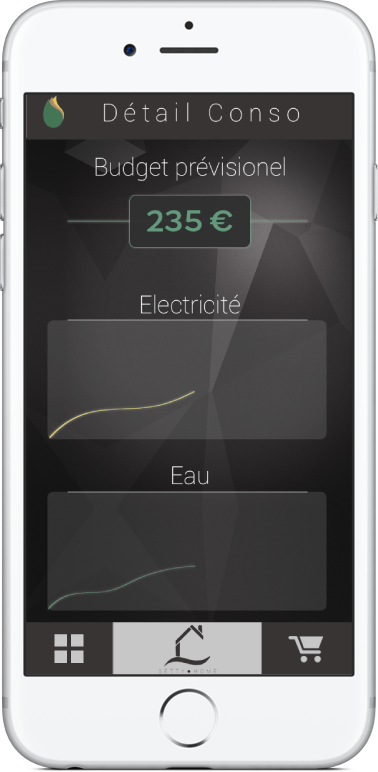 Détail Conso
Budget prévisionel
235 €
Electricité
Eau